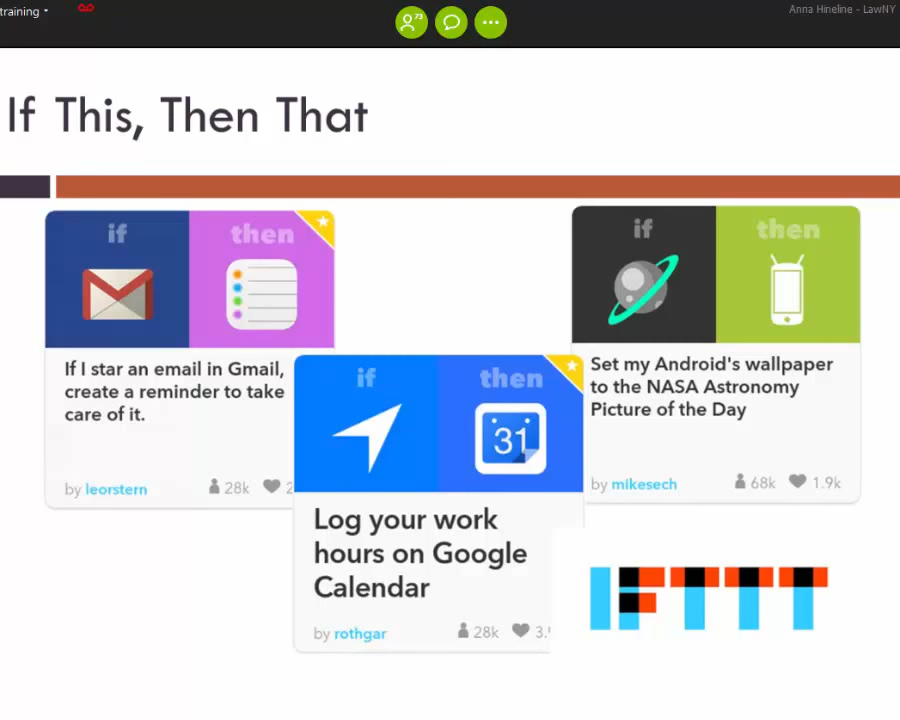 training
73
Anna Hineline - LawNY
If This, Then That
if then
If I star an email in Gmail,
create a reminder to take
care of it.
by leorstern 28k
if then
31
Log your work
hours on Google
Calendar
by rothgar 28k
if then
Set my Android's wallpaper
to the NASA Astronomy
Picture of the Day
by mikesech 68k 1.9k
IFTTT